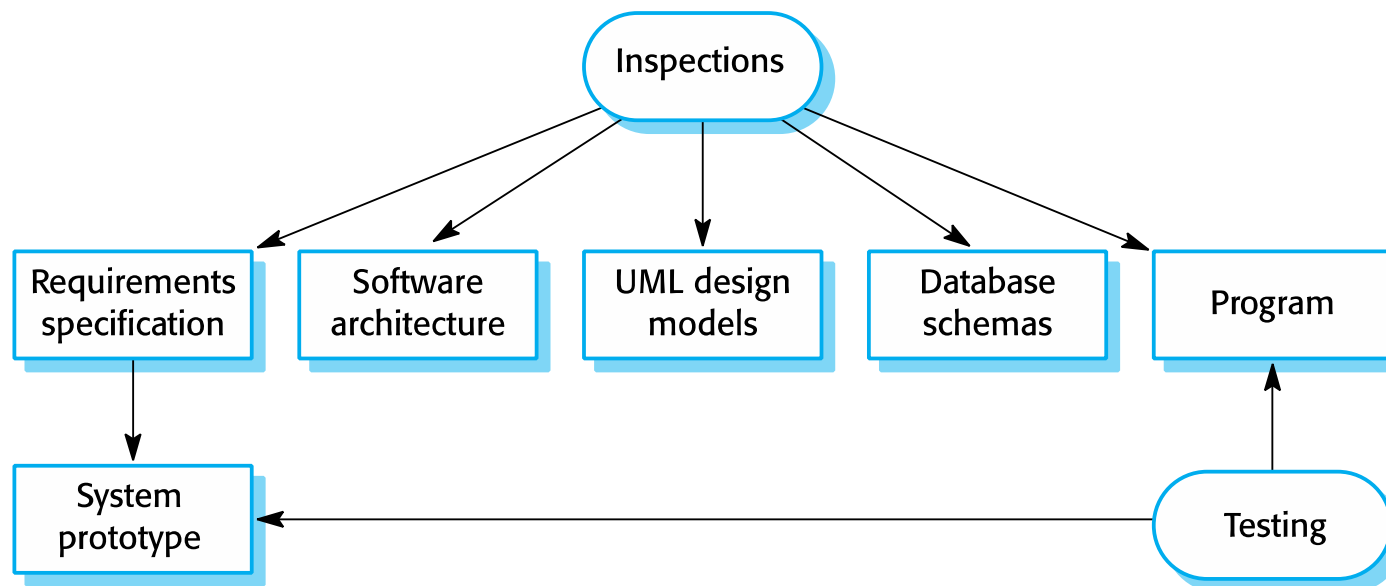 Inspections
Requirements
specification
Software
architecture
UML design
models
Database
schemas
Program
System
prototype
Testing